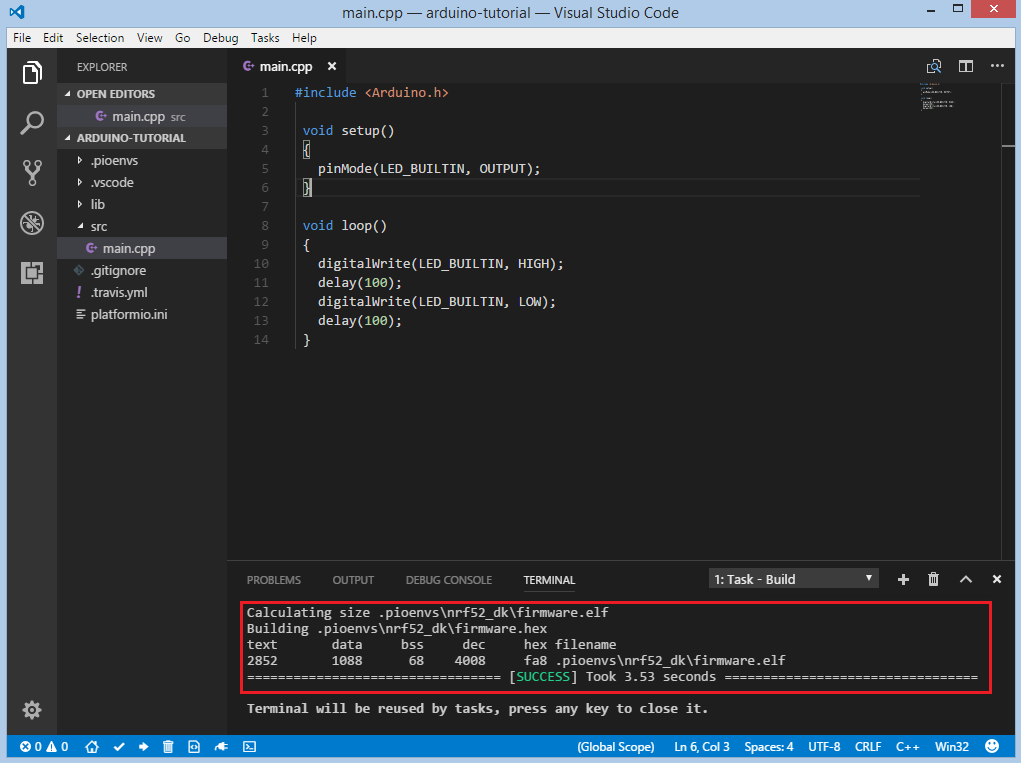 main.cpp — arduino-tutorial — Visual Studio Code
File Edit Selection View Go Debug Tasks Help
EXPLORER
OPEN EDITORS
main.cpp src
ARDUINO-TUTORIAL
.pioenvs
.vscode
lib
src
main.cpp
.gitignore
.travis.yml
platformio.ini
main.cpp
1 #include <Arduino.h>
2
3 void setup()
4 {
5 pinMode(LED_BUILTIN, OUTPUT);
6 }
7
8 void loop()
9 {
10 digitalWrite(LED_BUILTIN, HIGH);
11 delay(100);
12 digitalWrite(LED_BUILTIN, LOW);
13 delay(100);
14 }
PROBLEMS OUTPUT DEBUG CONSOLE TERMINAL 1: Task - Build
Calculating size .pioenvs\nrf52_dk\firmware.elf
Building .pioenvs\nrf52_dk\firmware.hex
text data bss dec hex filename
2852 1088 68 4008 fa8 .pioenvs\nrf52_dk\firmware.elf
================================= [SUCCESS] Took 3.53 seconds =================================
Terminal will be reused by tasks, press any key to close it.
0 0 (Global Scope) Ln 6, Col 3 Spaces: 4 UTF-8 CRLF C++ Win32